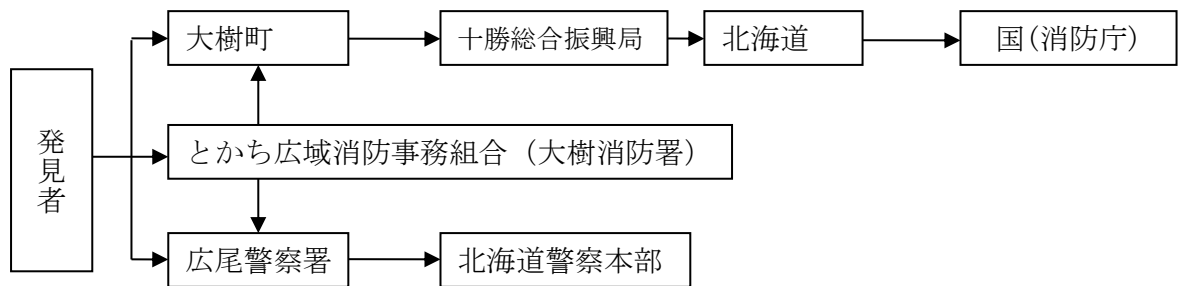 大樹町
十勝総合振興局
北海道
国(消防庁)
発見者
とかち広域消防事務組合（大樹消防署）
広尾警察署
北海道警察本部